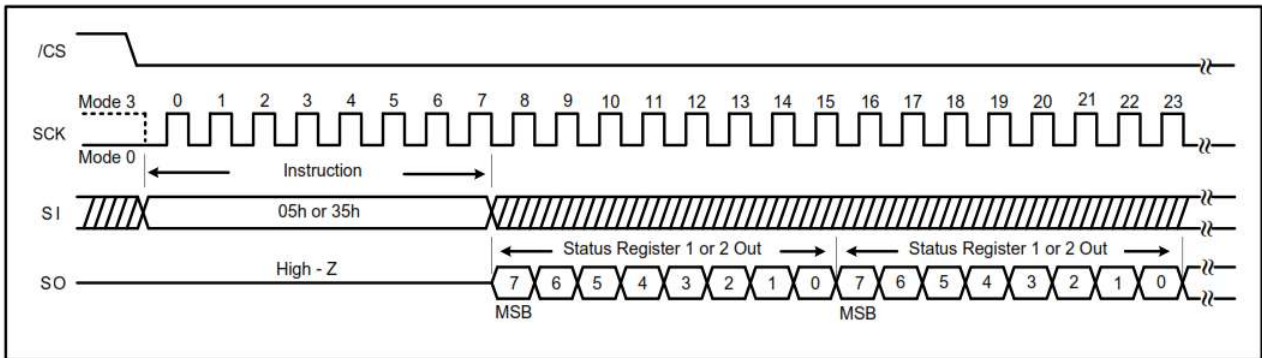 /CS
Mode 3 0 1 2 3 4 5 6 7 8 9 10 11 12 13 14 15 16 17 18 19 20 21 22 23
SCK
Mode 0
Instruction
SI 05h or 35h
Status Register 1 or 2 Out Status Register 1 or 2 Out
High - Z
SO 7 6 5 4 3 2 1 0 7 6 5 4 3 2 1 0
MSB MSB